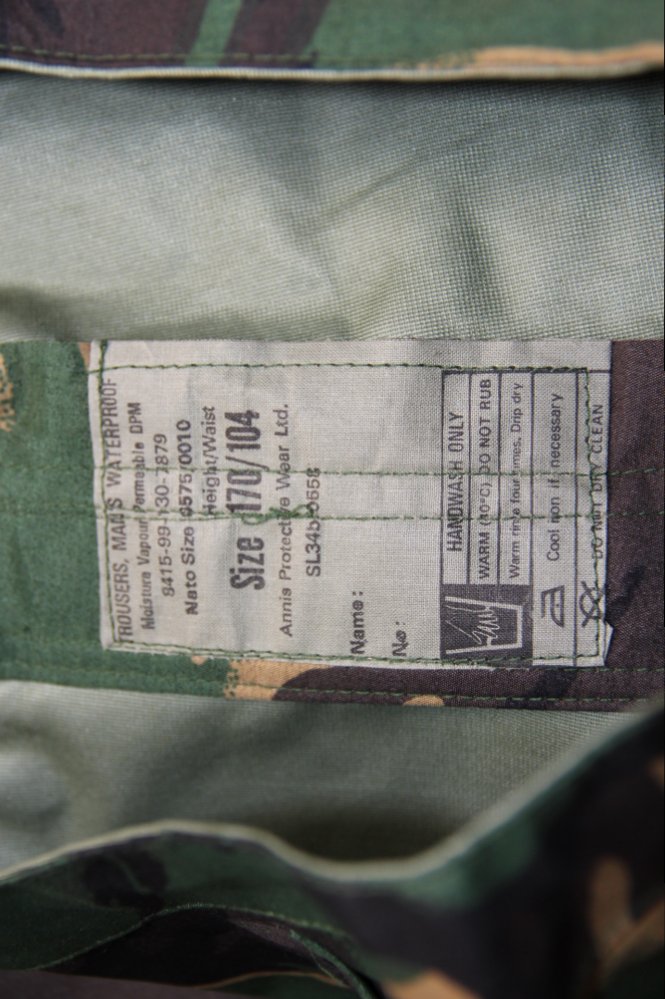 TROUSERS, MAN'S WATERPROOF
Moisture Vapour Permeable DPM
8415-99-130-7879
Nato Size 8575/0010
Height/Waist
Size 170/104
Annis Protective Wear Ltd.
SL34b
Name:
No:
HANDWASH ONLY
WARM (40°C) DO NOT RUB
Warm rinse four times. Drip dry
Cool iron if necessary
DO NOT DRY CLEAN